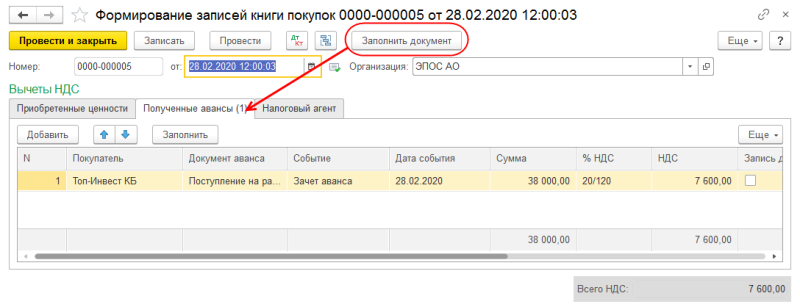 Формирование записей книги покупок 0000-000005 от 28.02.2020 12:00:03
Провести и закрыть Записать Провести Дт Кт Заполнить документ Еще ?
Номер: 0000-000005 от: 28.02.2020 12:00:03 Организация: ЭПОС АО
Вычеты НДС
Приобретенные ценности Полученные авансы (1) Налоговый агент
Добавить Заполнить Еще
N Покупатель Документ аванса Событие Дата события Сумма % НДС НДС Запись д
1 Топ-Инвест КБ Поступление на ра... Зачет аванса 28.02.2020 38 000,00 20/120 7 600,00
38 000,00 7 600,00
Всего НДС: 7 600,00